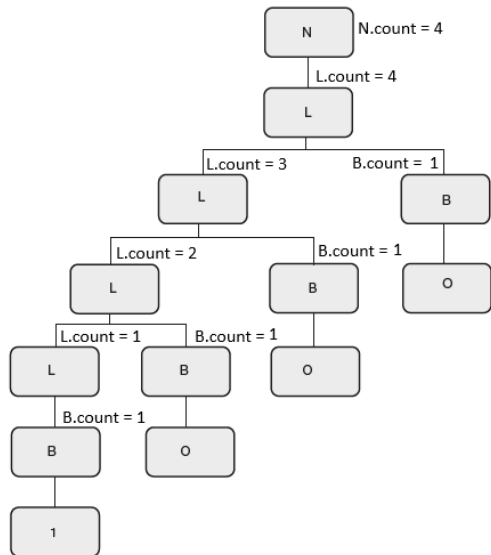 N N.count = 4
L.count = 4
L
L.count = 3 B.count = 1
L B
L.count = 2 B.count = 1
L B O
L.count = 1 B.count = 1
L B O
B.count = 1
B O
1